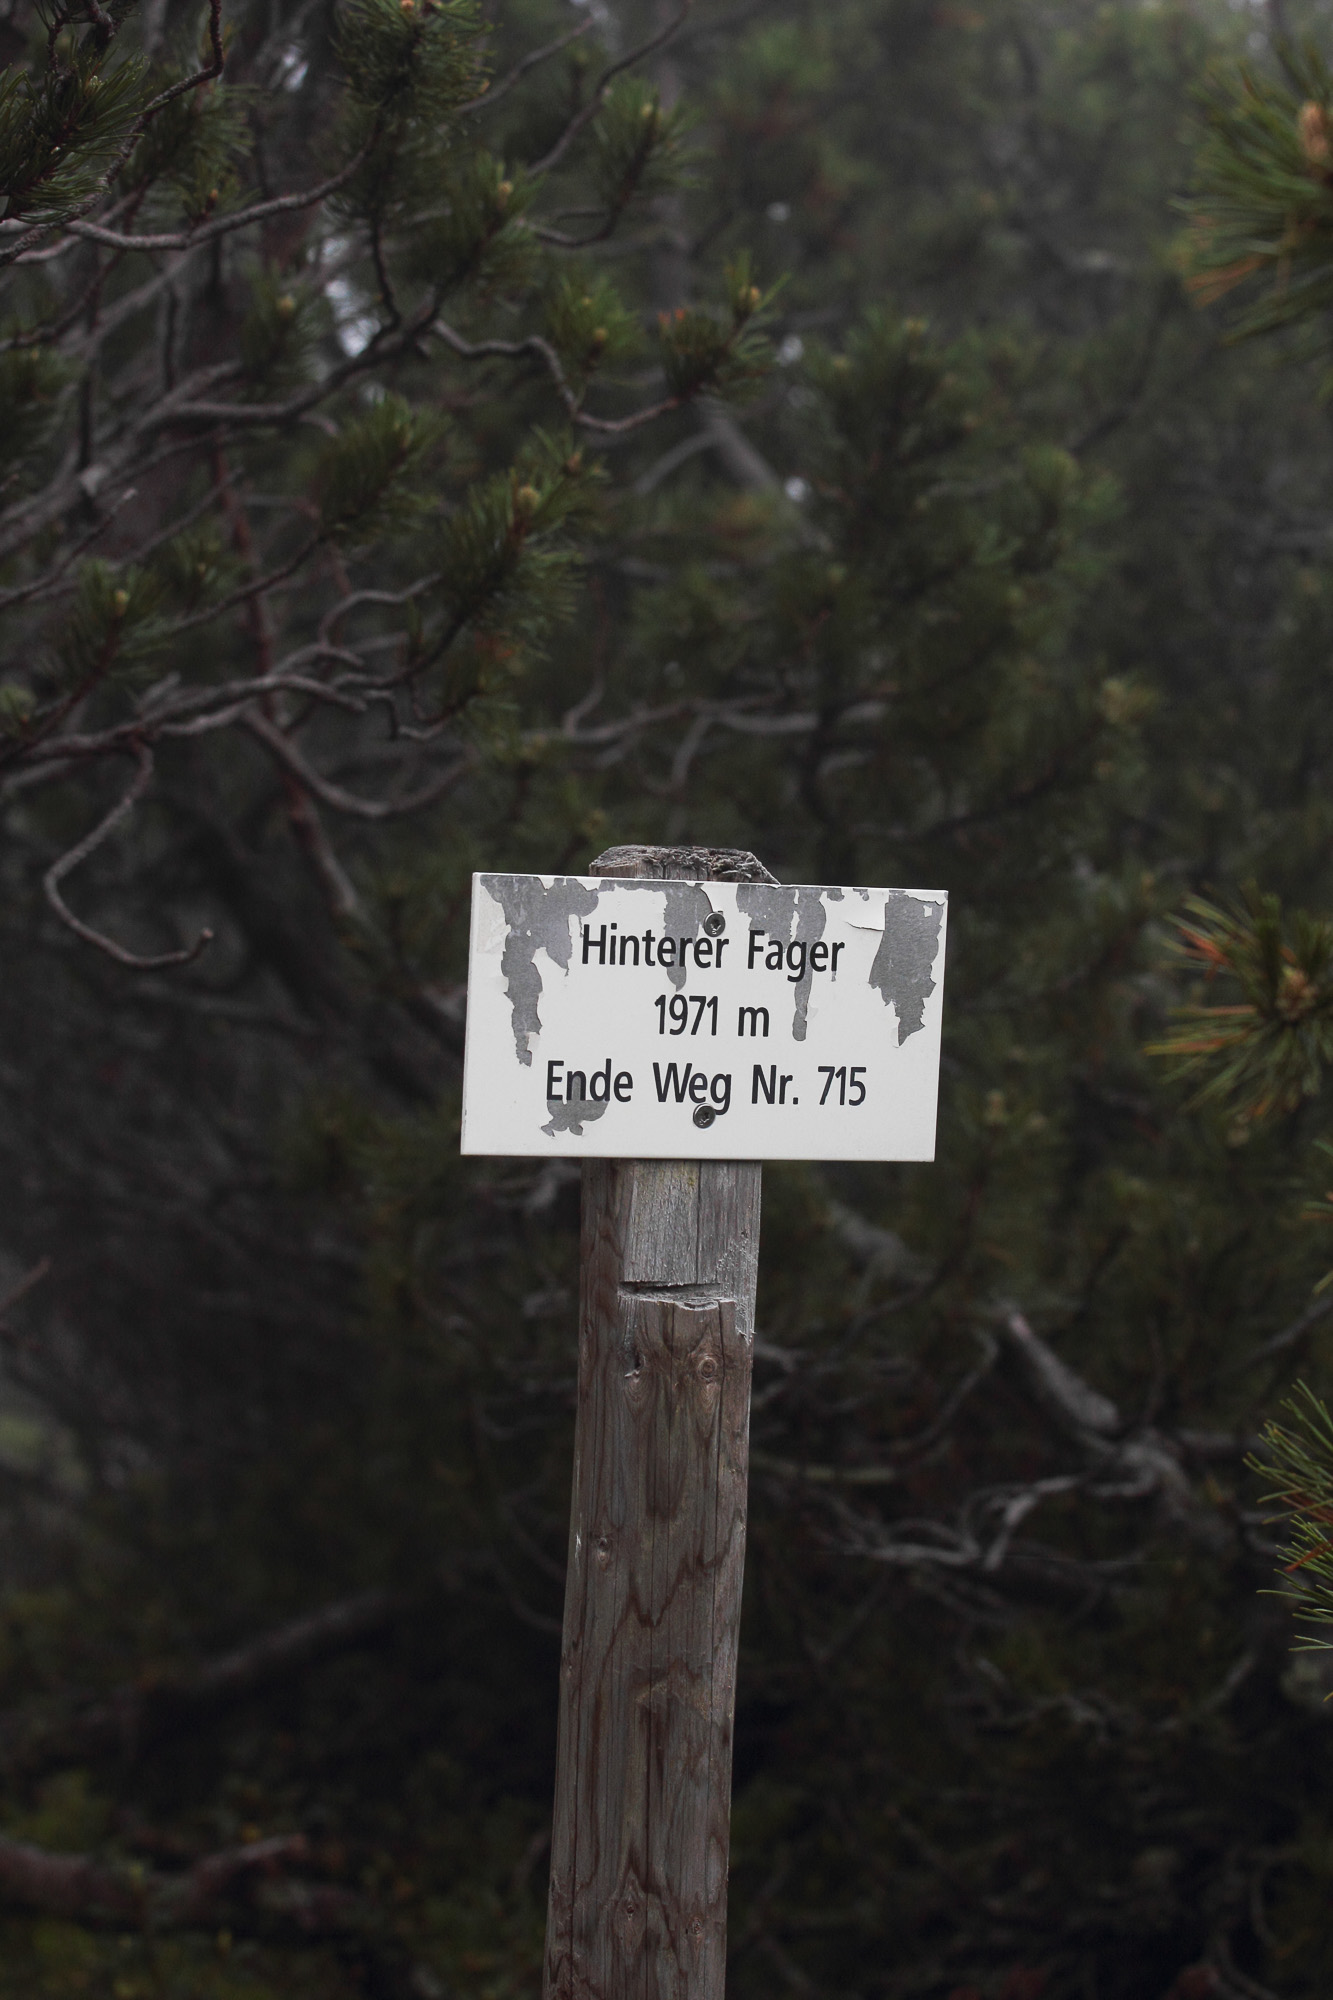 Hinterer Fager
1971 m
Ende Weg Nr. 715